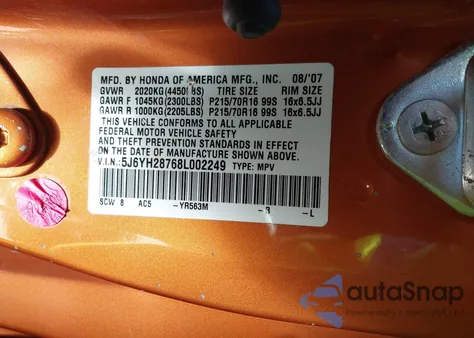 MFD. BY HONDA OF AMERICA MFG., INC. 08/'07
GVWR 2020KG(4450LBS) TIRE SIZE RIM SIZE
GAWR F 1045KG(2300LBS) P215/70R16 99S 16x6.5JJ
GAWR R 1000KG(2205LBS) P215/70R16 99S 16x6.5JJ
THIS VEHICLE CONFORMS TO ALL APPLICABLE
FEDERAL MOTOR VEHICLE SAFETY, BUMPER,
AND THEFT PREVENTION STANDARDS IN EFFECT
ON THE DATE OF MANUFACTURE SHOWN ABOVE.
V.I.N.: 5J6YH28768L002249 TYPE: MPV
SCW 8 AC5 -YR563M -B -L
autoSnap